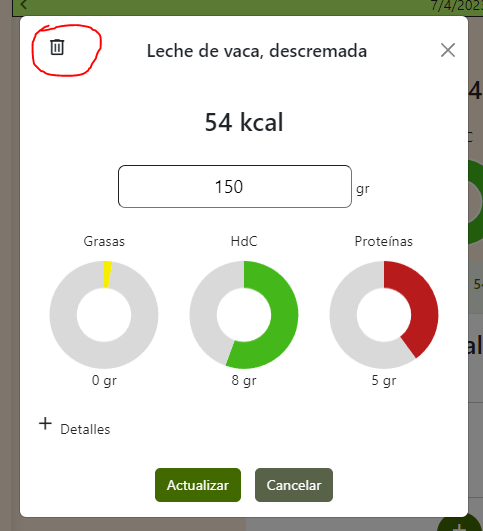 7/4/2023
Leche de vaca, descremada
54 kcal
150 gr
Grasas HdC Proteínas
0 gr 8 gr 5 gr
Detalles
Actualizar Cancelar